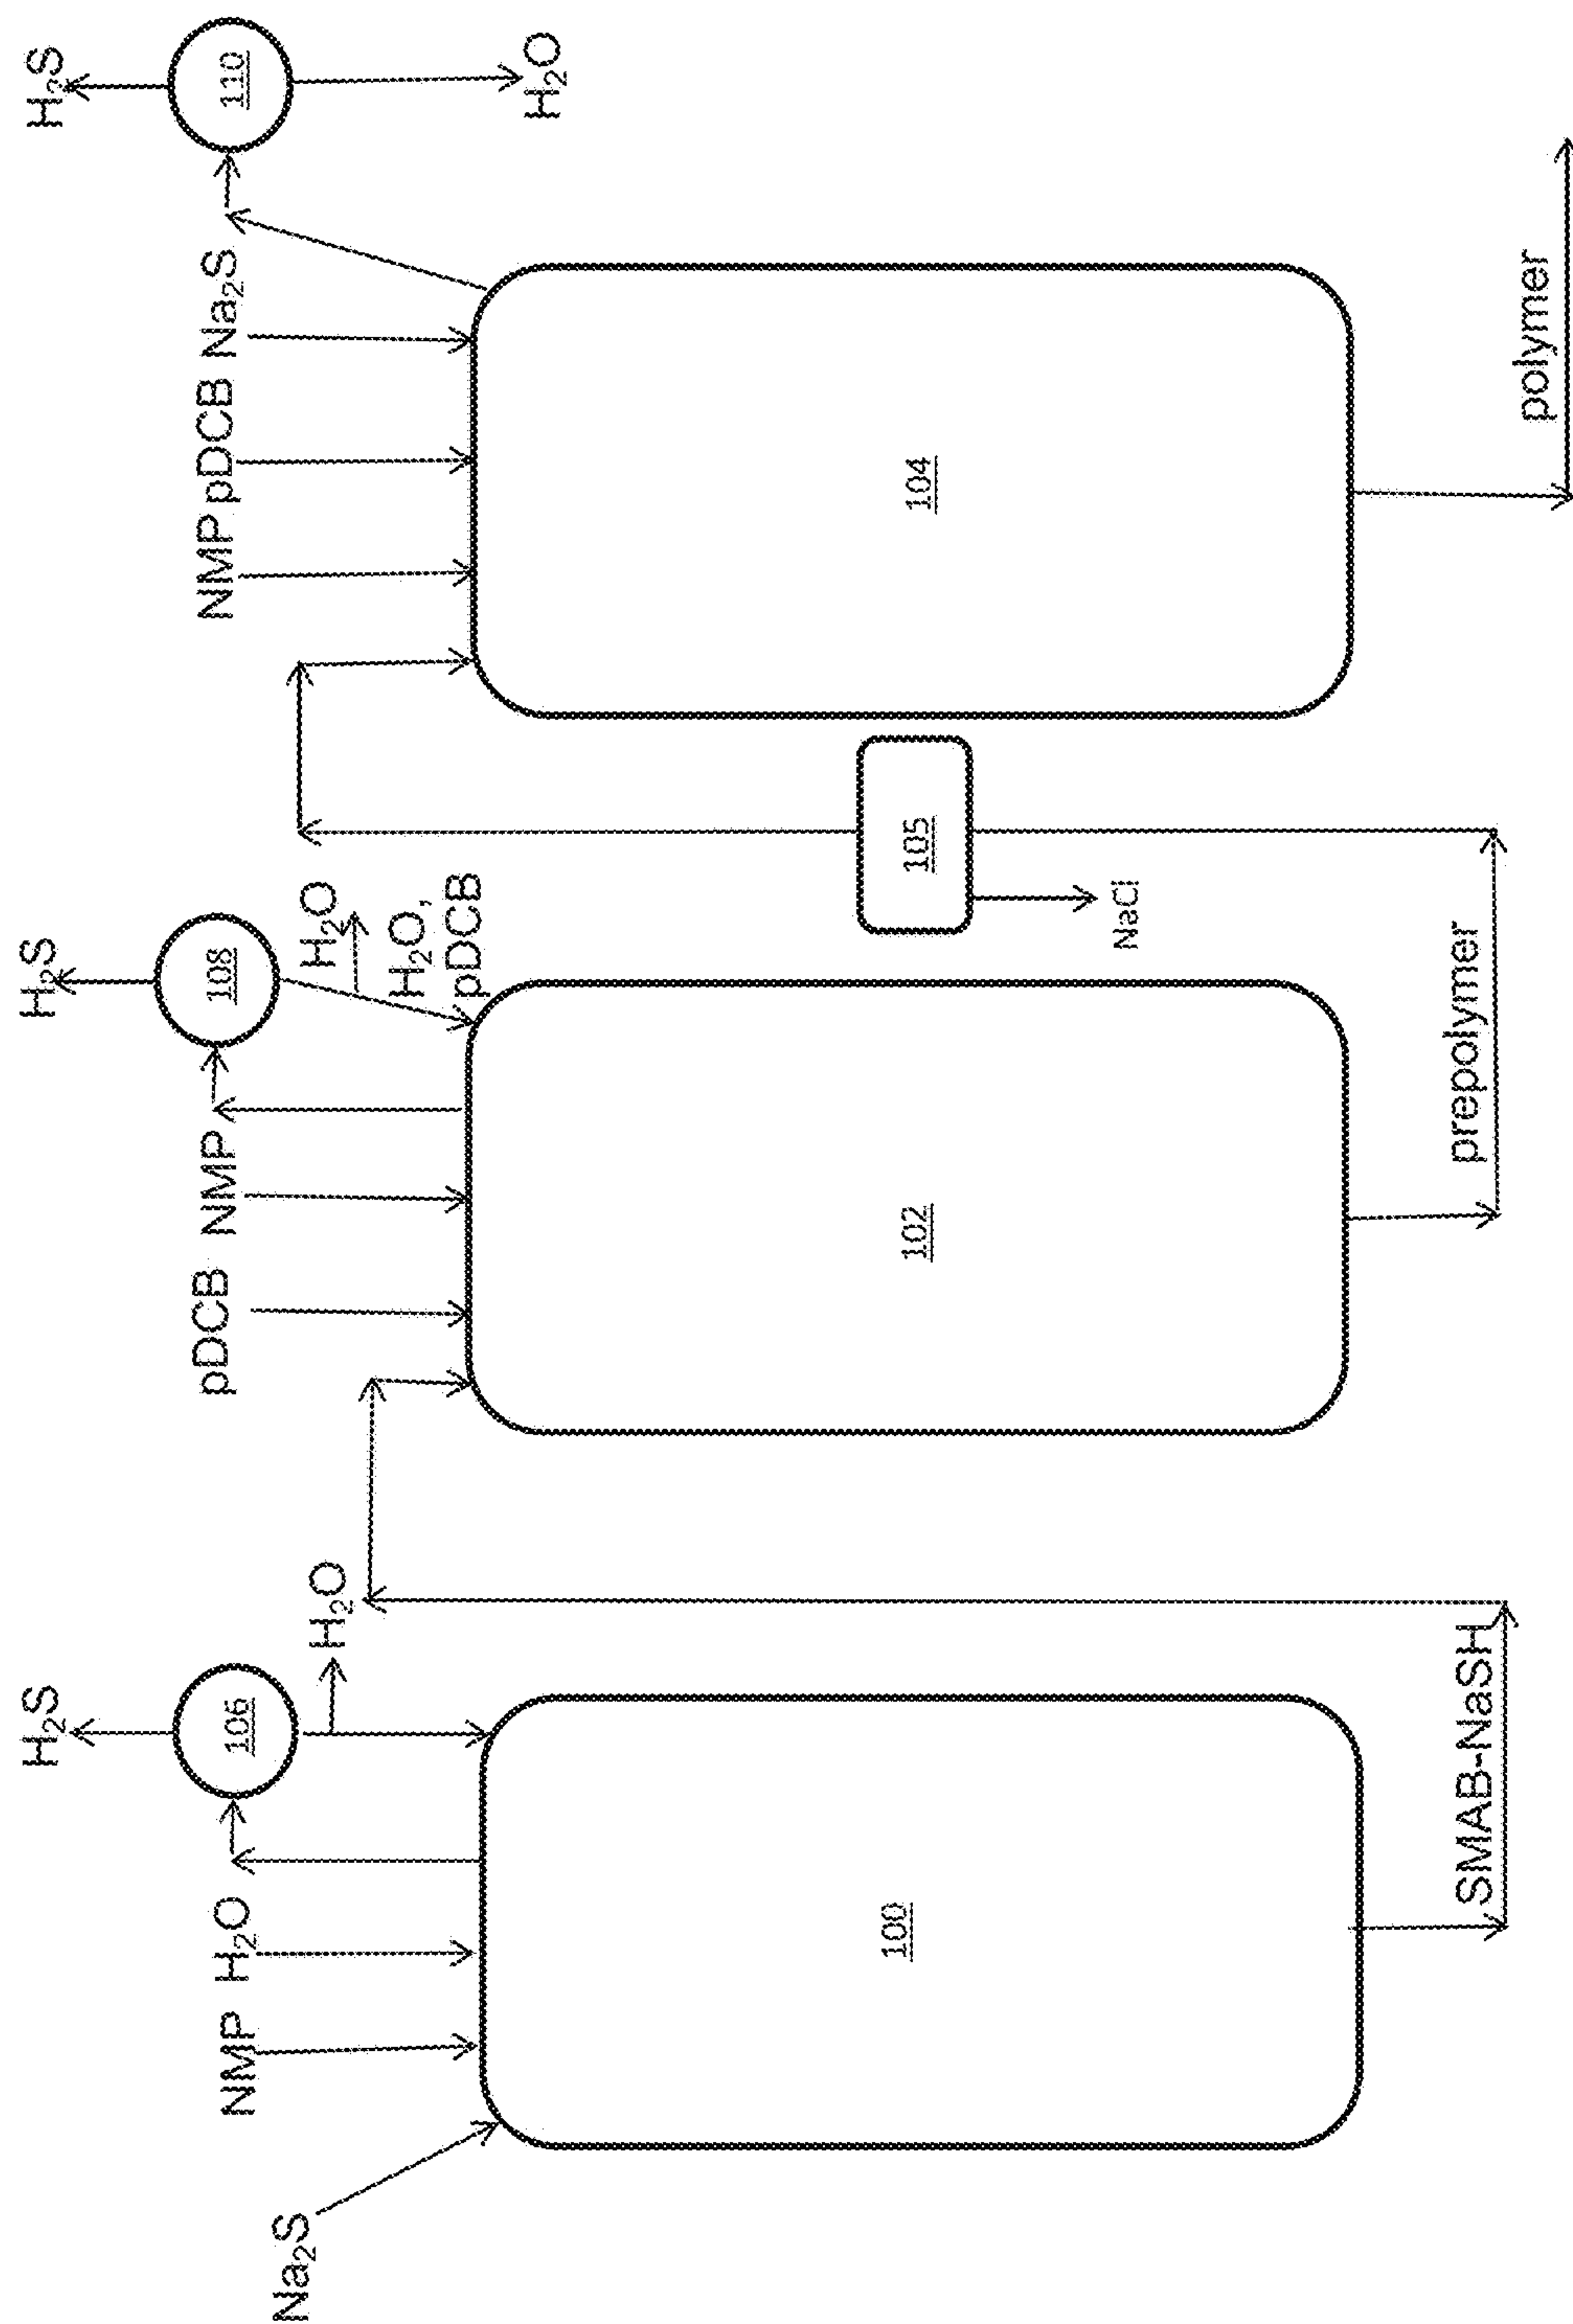 H₂S
H₂S
H₂S
106
108
110
NMP
H₂O
pDCB
NMP
NMP
pDCB
Na₂S
Na₂S
H₂O
H₂O
H₂O,
pDCB
H₂O
100
102
105
104
NaCl
SMAB-NaSH
prepolymer
polymer